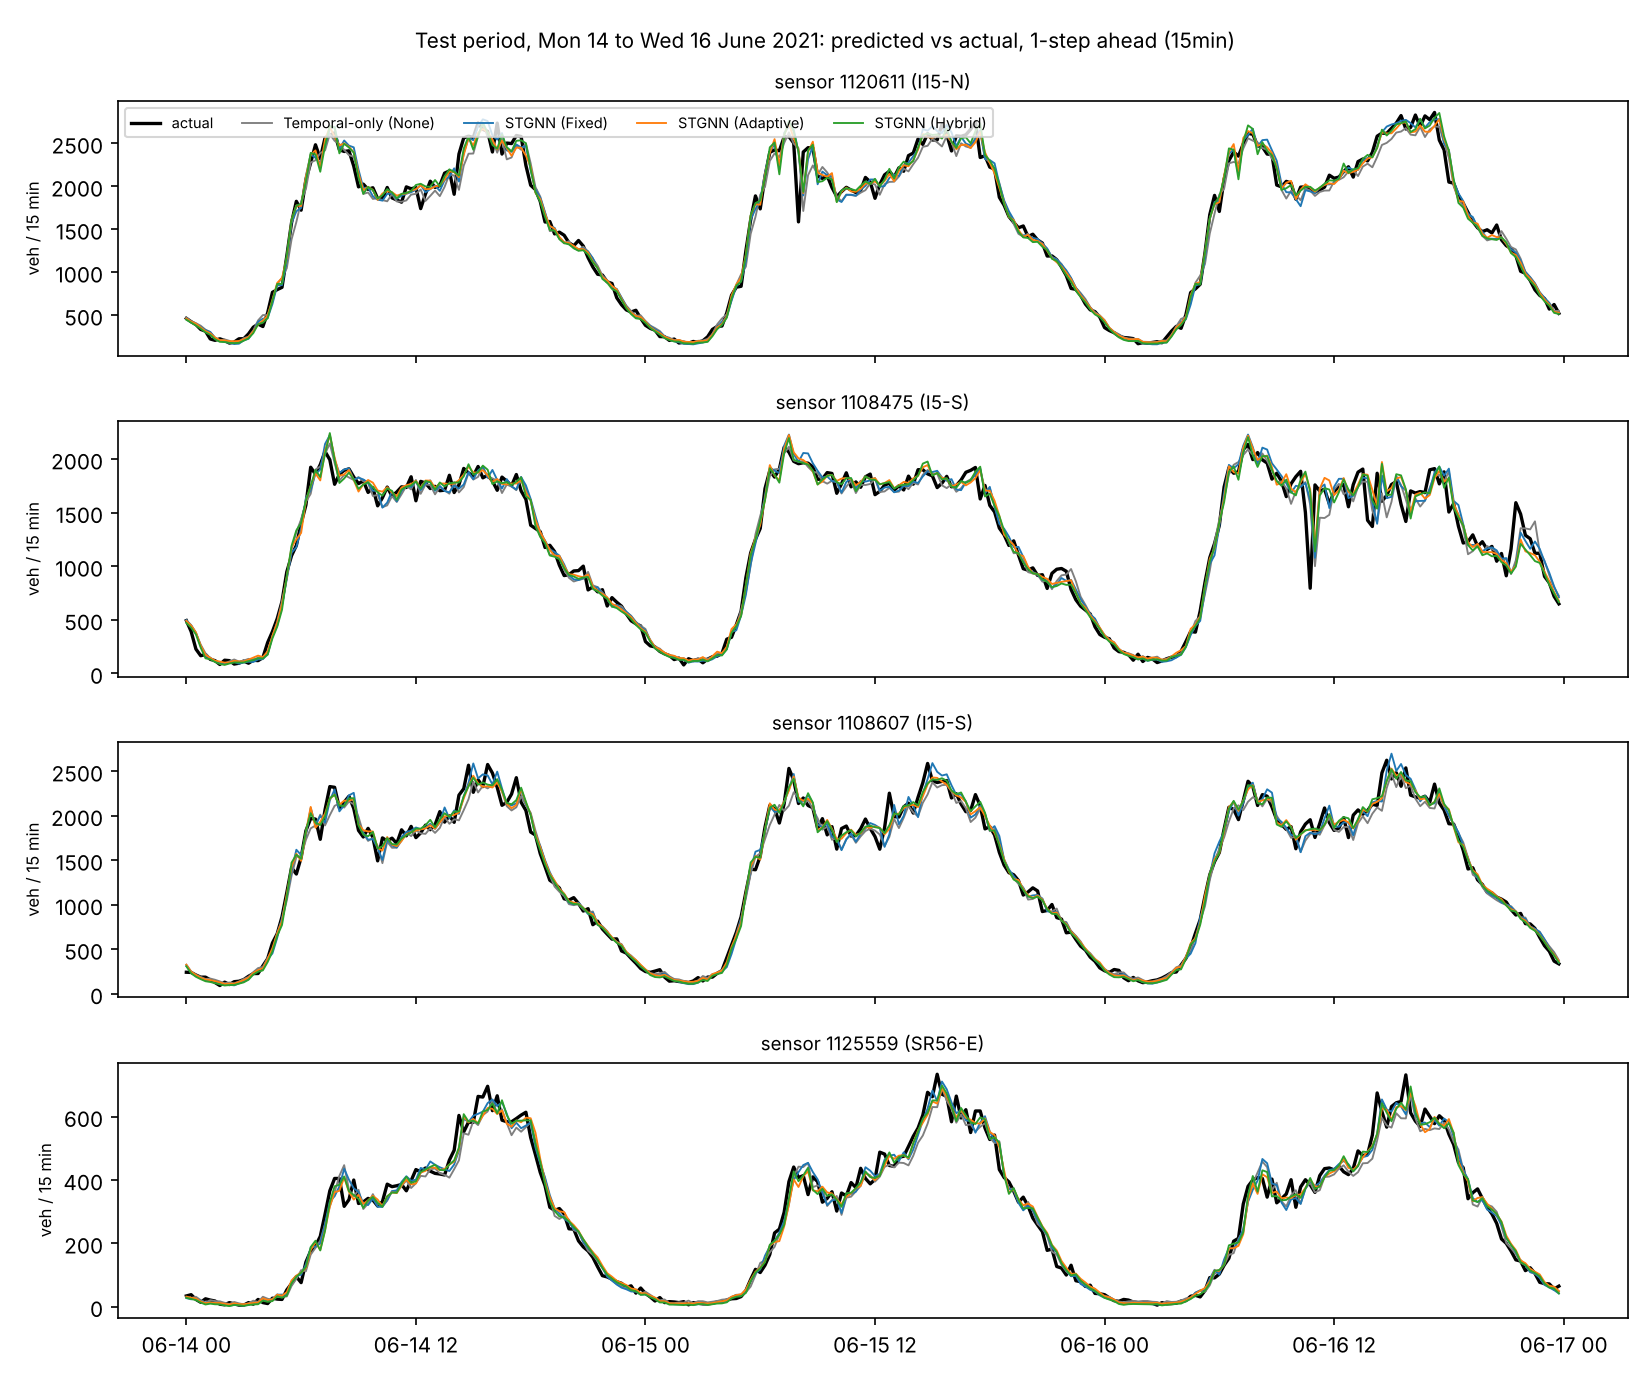 Test period, Mon 14 to Wed 16 June 2021: predicted vs actual, 1-step ahead (15min)
sensor 1120611 (I15-N)
actual Temporal-only (None) STGNN (Fixed) STGNN (Adaptive) STGNN (Hybrid)
veh / 15 min
2500
2000
1500
1000
500
sensor 1108475 (I5-S)
veh / 15 min
2000
1500
1000
500
0
sensor 1108607 (I15-S)
veh / 15 min
2500
2000
1500
1000
500
0
sensor 1125559 (SR56-E)
veh / 15 min
600
400
200
0
06-14 00 06-14 12 06-15 00 06-15 12 06-16 00 06-16 12 06-17 00